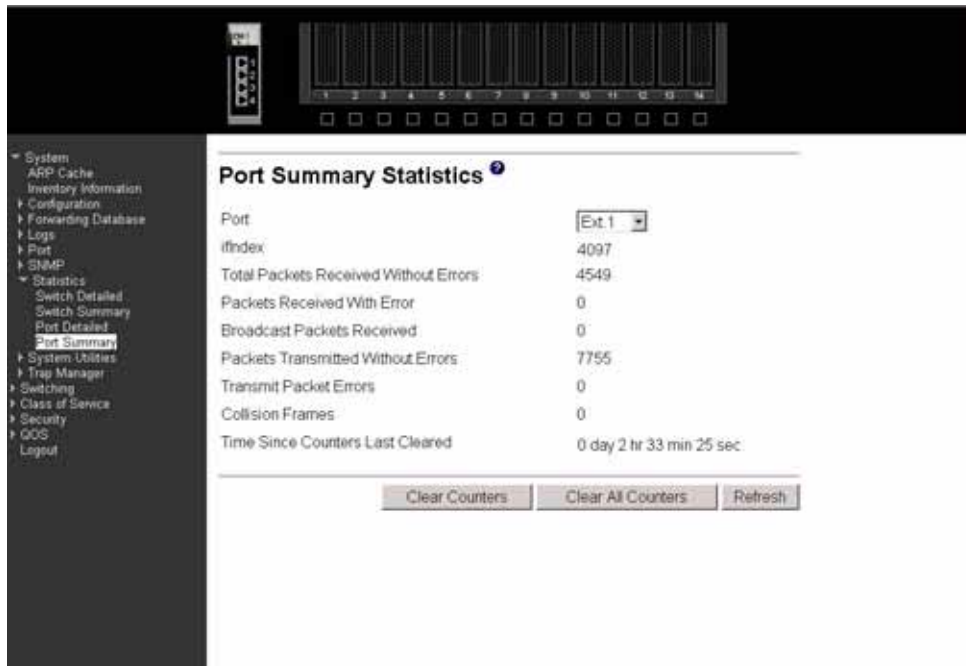 1
2
3
4
1 2 3 4 5 6 7 8 9 10 11 12 13 14
System
ARP Cache
Inventory Information
Configuration
Forwarding Database
Logs
Port
SNMP
Statistics
Switch Detailed
Switch Summary
Port Detailed
Port Summary
System Utilities
Trap Manager
Switching
Class of Service
Security
QOS
Logout
Port Summary Statistics ?
Port Ext.1
ifIndex 4097
Total Packets Received Without Errors 4549
Packets Received With Error 0
Broadcast Packets Received 0
Packets Transmitted Without Errors 7755
Transmit Packet Errors 0
Collision Frames 0
Time Since Counters Last Cleared 0 day 2 hr 33 min 25 sec
Clear Counters Clear All Counters Refresh